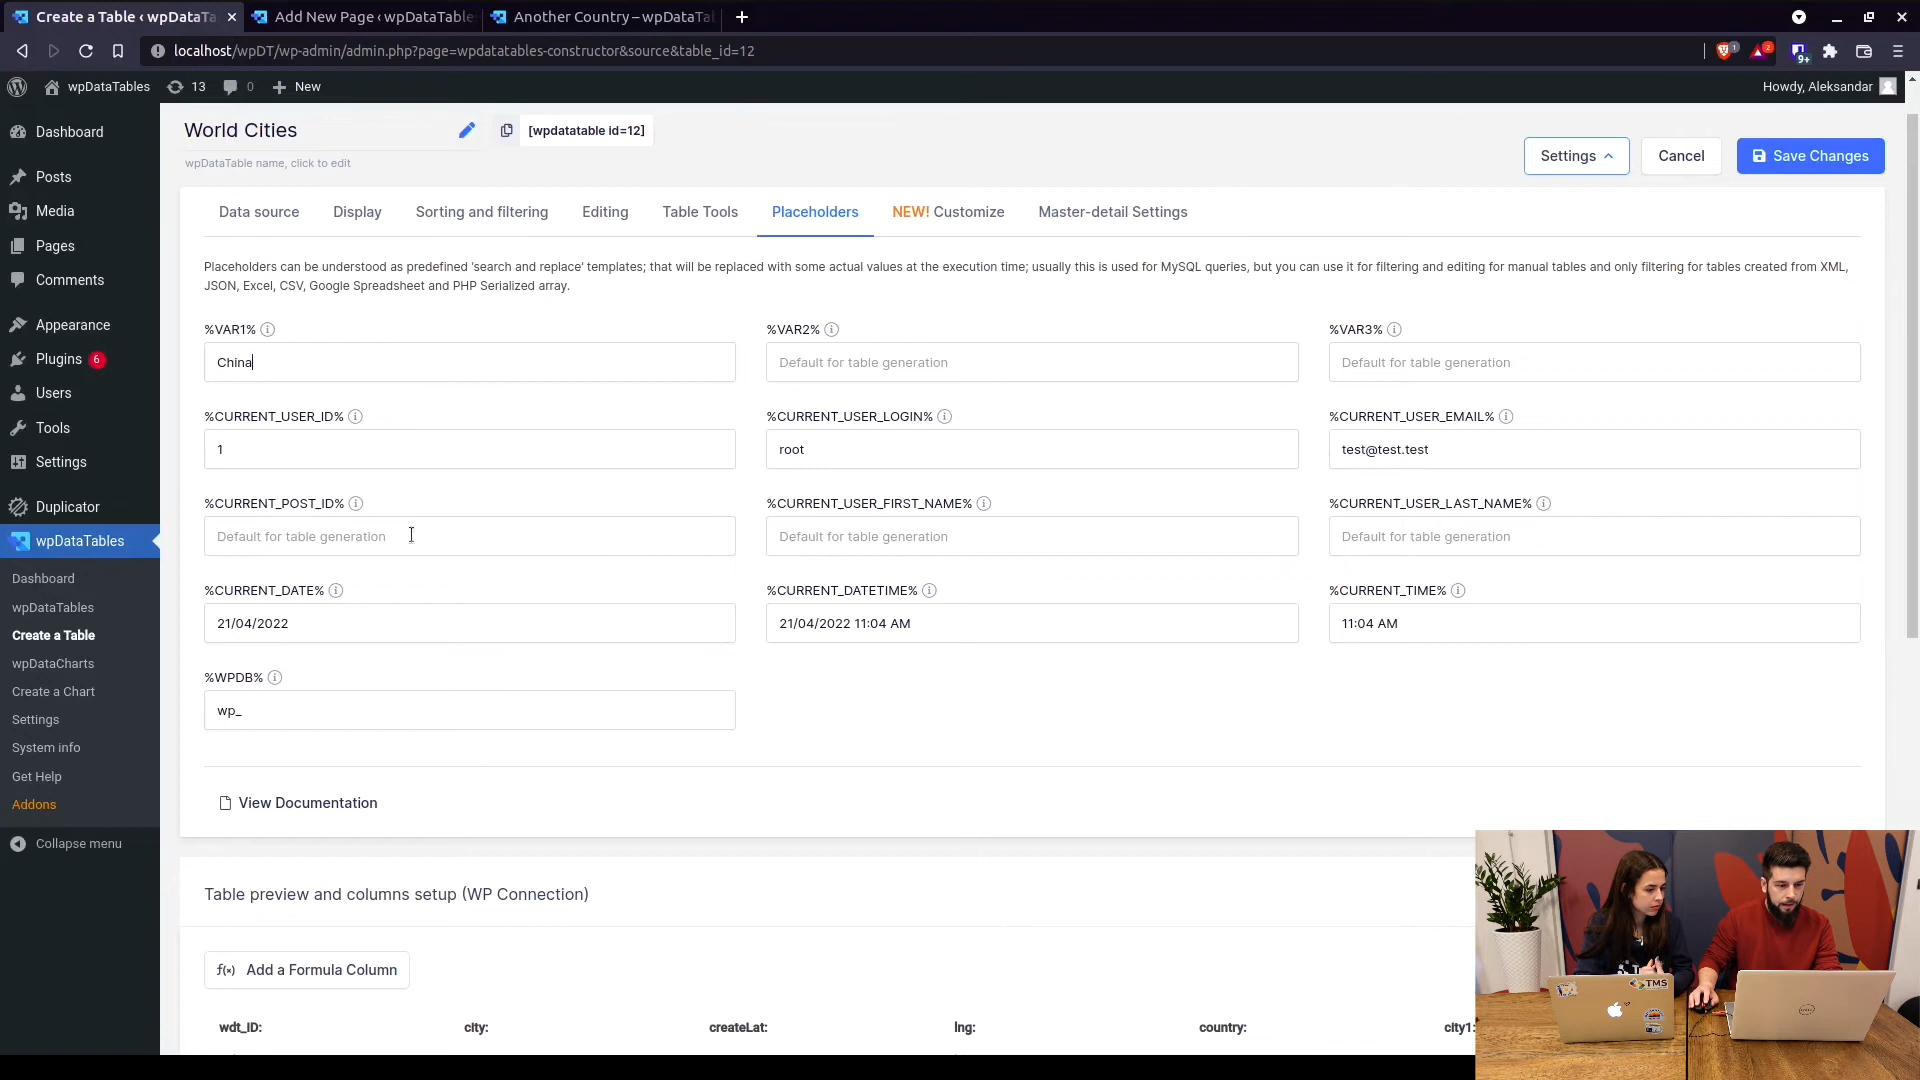 Create a Table ‹ wpDataTa
Add New Page ‹ wpDataTable
Another Country – wpDataTal
localhost/wpDT/wp-admin/admin.php?page=wpdatatables-constructor&source&table_id=12
1
2
9+
wpDataTables
13
0
New
Howdy, Aleksandar
Dashboard
Posts
Media
Pages
Comments
Appearance
Plugins 6
Users
Tools
Settings
Duplicator
wpDataTables
Dashboard
wpDataTables
Create a Table
wpDataCharts
Create a Chart
Settings
System info
Get Help
Addons
Collapse menu
World Cities
[wpdatatable id=12]
wpDataTable name, click to edit
Settings
Cancel
Save Changes
Data source
Display
Sorting and filtering
Editing
Table Tools
Placeholders
NEW! Customize
Master-detail Settings
Placeholders can be understood as predefined 'search and replace' templates; that will be replaced with some actual values at the execution time; usually this is used for MySQL queries, but you can use it for filtering and editing for manual tables and only filtering for tables created from XML,
JSON, Excel, CSV, Google Spreadsheet and PHP Serialized array.
%VAR1%
%VAR2%
%VAR3%
China
Default for table generation
Default for table generation
%CURRENT_USER_ID%
%CURRENT_USER_LOGIN%
%CURRENT_USER_EMAIL%
1
root
test@test.test
%CURRENT_POST_ID%
%CURRENT_USER_FIRST_NAME%
%CURRENT_USER_LAST_NAME%
Default for table generation
Default for table generation
Default for table generation
%CURRENT_DATE%
%CURRENT_DATETIME%
%CURRENT_TIME%
21/04/2022
21/04/2022 11:04 AM
11:04 AM
%WPDB%
wp_
View Documentation
Table preview and columns setup (WP Connection)
f(x) Add a Formula Column
wdt_ID:
city:
createLat:
lng:
country:
city1:
TMS
DELL